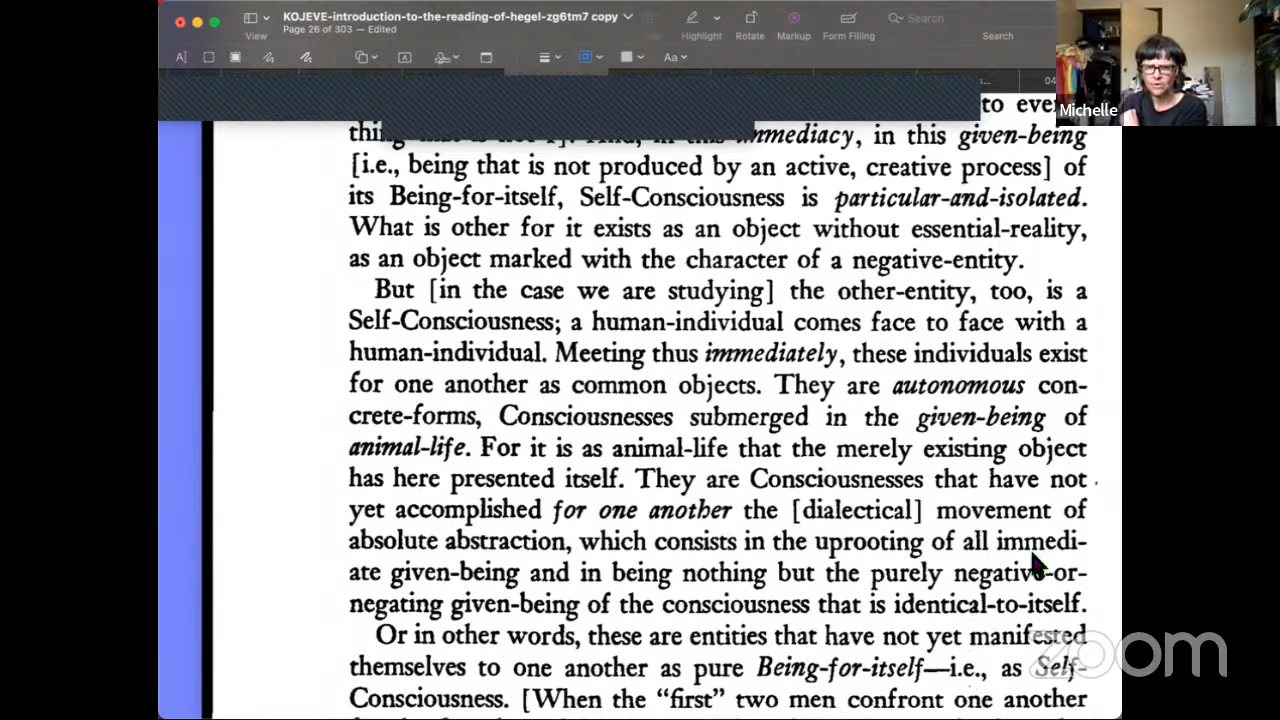 KOJEVE-introduction-to-the-reading-of-hegel-zg6tm7 copy
Page 26 of 303 — Edited
View
Highlight
Rotate
Markup
Form Filling
Search
Search
Aa
04
Michelle
to ever
immediacy, in this given-being
[i.e., being that is not produced by an active, creative process] of
its Being-for-itself, Self-Consciousness is particular-and-isolated.
What is other for it exists as an object without essential-reality,
as an object marked with the character of a negative-entity.
But [in the case we are studying] the other-entity, too, is a
Self-Consciousness; a human-individual comes face to face with a
human-individual. Meeting thus immediately, these individuals exist
for one another as common objects. They are autonomous con-
crete-forms, Consciousnesses submerged in the given-being of
animal-life. For it is as animal-life that the merely existing object
has here presented itself. They are Consciousnesses that have not
yet accomplished for one another the [dialectical] movement of
absolute abstraction, which consists in the uprooting of all immedi-
ate given-being and in being nothing but the purely negative-or-
negating given-being of the consciousness that is identical-to-itself.
Or in other words, these are entities that have not yet manifested
themselves to one another as pure Being-for-itself—i.e., as Self-
Consciousness. [When the “first” two men confront one another
zoom